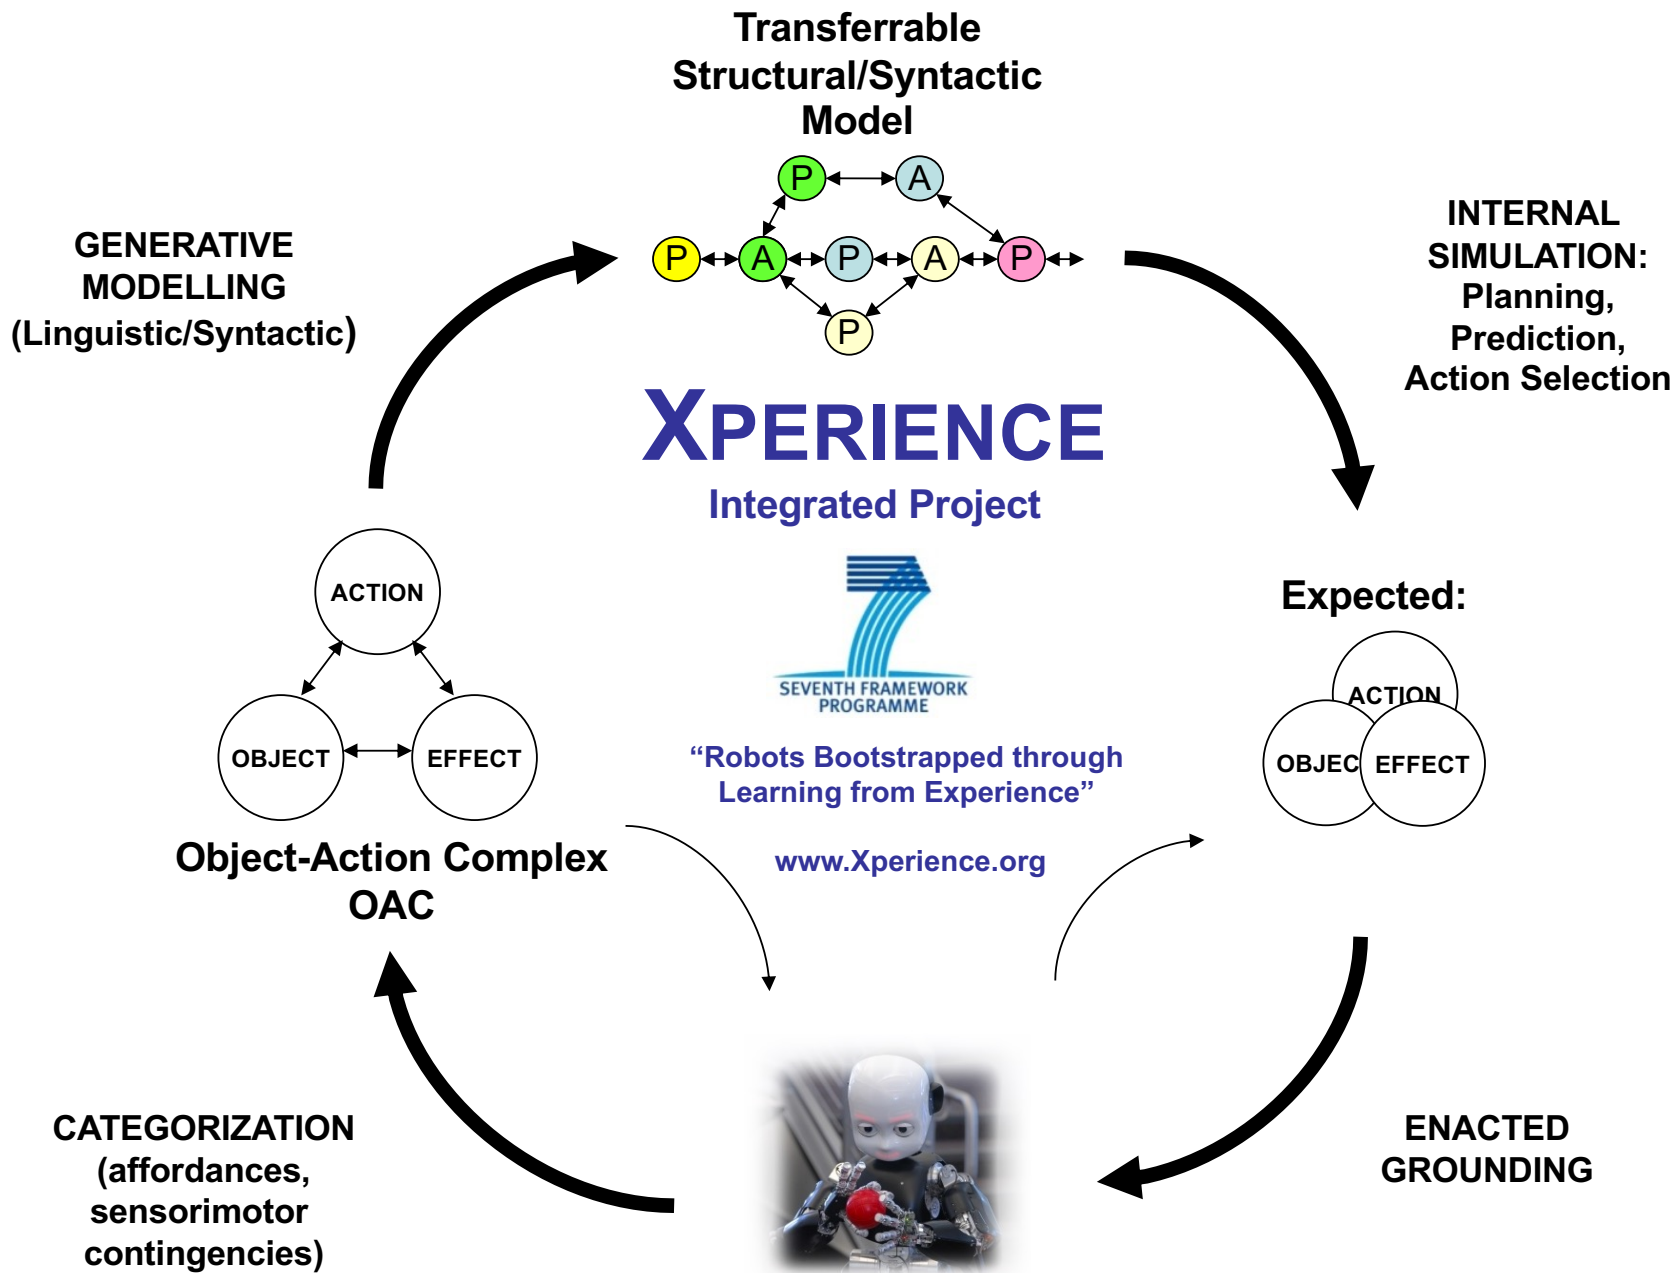 Transferrable
Structural/Syntactic
Model
P
A
P
A
P
A
P
P
GENERATIVE
MODELLING
(Linguistic/Syntactic)
INTERNAL
SIMULATION:
Planning,
Prediction,
Action Selection
XPERIENCE
Integrated Project
SEVENTH FRAMEWORK
PROGRAMME
“Robots Bootstrapped through
Learning from Experience”
www.Xperience.org
ACTION
OBJECT
EFFECT
Object-Action Complex
OAC
Expected:
ACTION
OBJEC
EFFECT
CATEGORIZATION
(affordances,
sensorimotor
contingencies)
ENACTED
GROUNDING